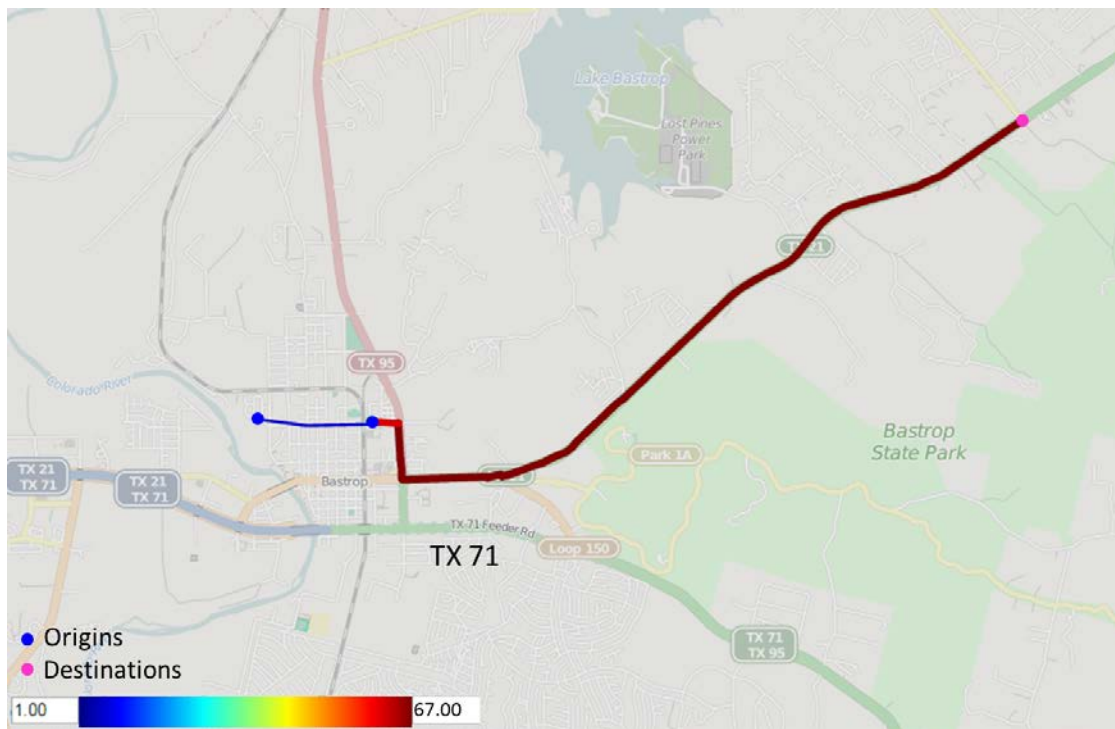 Lake Bastrop
Lost Pines
Power
Park
TX 21
TX 95
Colorado River
Bastrop
State Park
Park 1A
TX 21
TX 71
TX 21
TX 71
Bastrop
TX 71 Feeder Rd
Loop 150
TX 71
TX 71
TX 95
Origins
Destinations
1.00
67.00